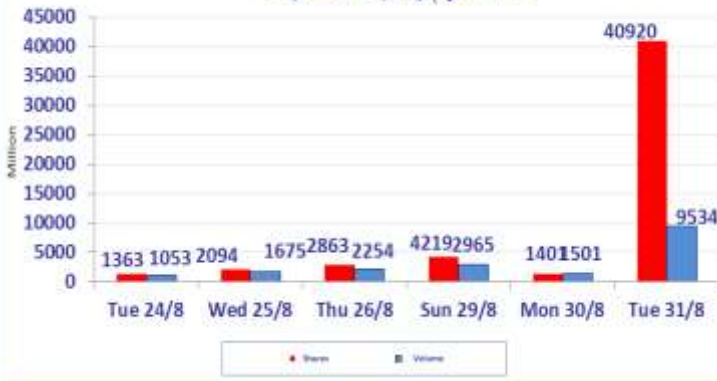 45000
40000
35000
30000
25000
20000
15000
10000
5000
0
Million
1363 1053 2094 1675 2863 2254 4219 2965 1401 1501 40920 9534
Tue 24/8 Wed 25/8 Thu 26/8 Sun 29/8 Mon 30/8 Tue 31/8
Shares Volume